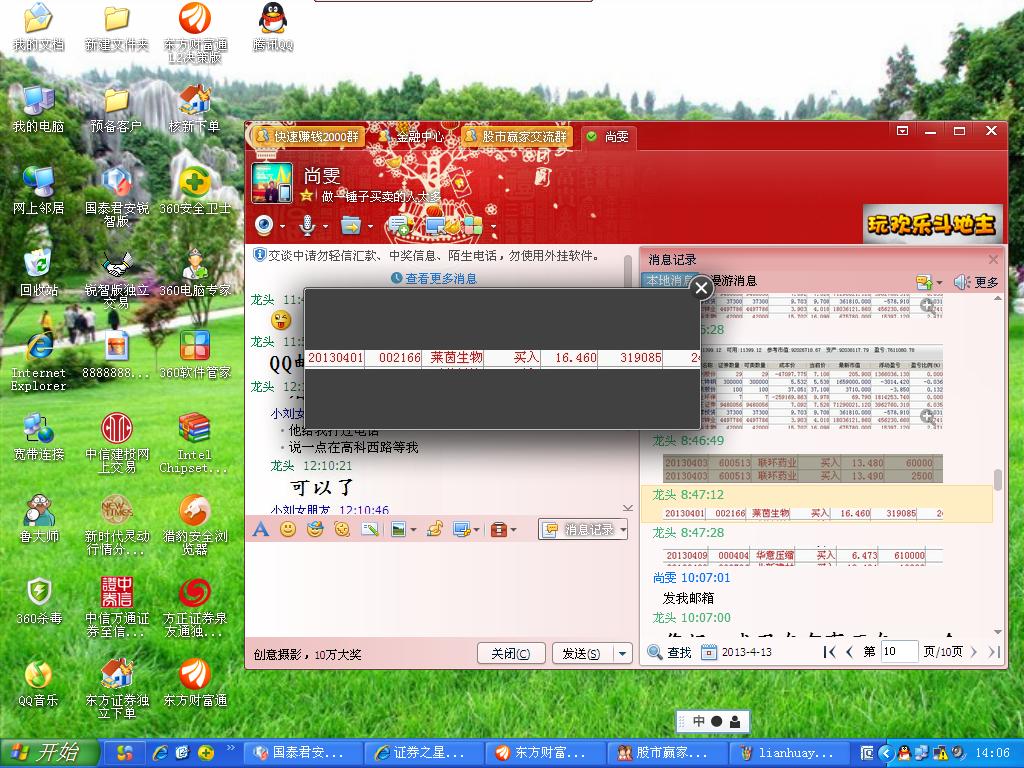 我的文档
新建文件夹
东方财富通
L2决策版
腾讯QQ
我的电脑
预备客户
核新下单
网上邻居
国泰君安锐
智版
360安全卫士
回收站
锐智版独立
交易
360电脑专家
Internet
Explorer
8888888...
360软件管家
宽带连接
中信建投网
上交易
Intel
Chipset...
鲁大师
新时代灵动
行情分...
猎豹安全浏
览器
360杀毒
中信万通证
券至信...
方正证券泉
友通独...
QQ音乐
东方证券独
立下单
东方财富通
快速赚钱2000群
金融中心
股市赢家交流群
尚雯
尚雯
做一锤子买卖的人太多
玩欢乐斗地主
交谈中请勿轻信汇款、中奖信息、陌生电话，勿使用外挂软件。
查看更多消息
龙头 11:4
龙头 11:5
QQ
龙头 12:
小刘女
他给我打过电话
说一点在高科西路等我
龙头 12:10:21
可以了
小刘女朋友 12:10:46
20130401 002166 莱茵生物 买入 16.460 319085 24
消息记录
创意摄影，10万大奖
关闭(C)
发送(S)
消息记录
本地消息
漫游消息
更多
5:28
龙头 8:46:49
20130403 600513 联环药业 买入 13.480 60000
20130403 600513 联环药业 买入 13.490 2500
龙头 8:47:12
20130401 002166 莱茵生物 买入 16.460 319085 24
龙头 8:47:28
20130409 000404 华意压缩 买入 6.473 610000
尚雯 10:07:01
发我邮箱
龙头 10:07:00
查找
2013-4-13
第 10 页/10页
中
开始
国泰君安...
证券之星...
东方财富...
股市赢家...
lianhuay...
14:06